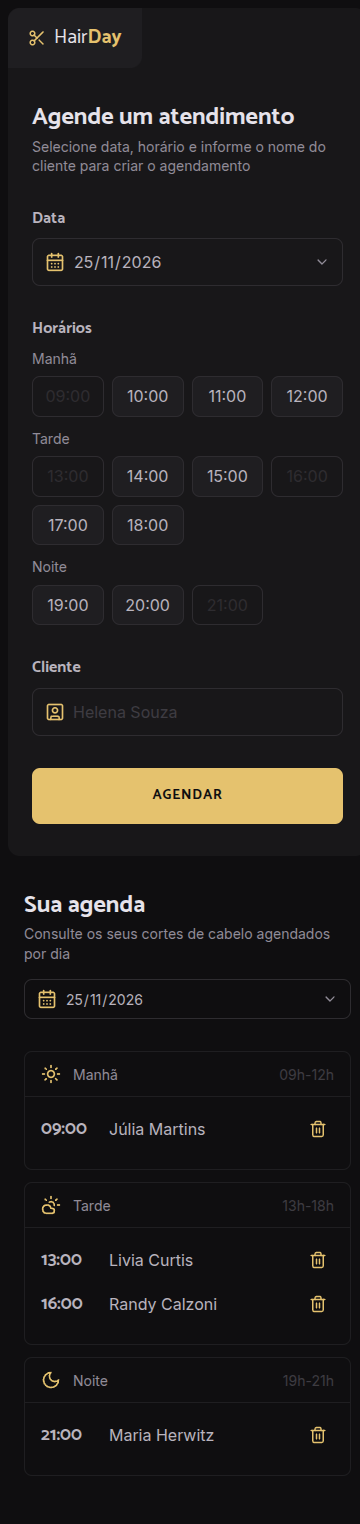 HairDay
Agende um atendimento
Selecione data, horário e informe o nome do
cliente para criar o agendamento
Data
25/11/2026
Horários
Manhã
09:00 10:00 11:00 12:00
Tarde
13:00 14:00 15:00 16:00
17:00 18:00
Noite
19:00 20:00 21:00
Cliente
Helena Souza
AGENDAR
Sua agenda
Consulte os seus cortes de cabelo agendados
por dia
25/11/2026
Manhã 09h-12h
09:00 Júlia Martins
Tarde 13h-18h
13:00 Livia Curtis
16:00 Randy Calzoni
Noite 19h-21h
21:00 Maria Herwitz